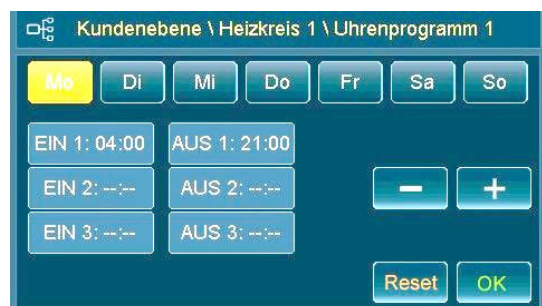 Kundenebene \ Heizkreis 1 \ Uhrenprogramm 1
Mo Di Mi Do Fr Sa So
EIN 1: 04:00 AUS 1: 21:00
EIN 2: --:-- AUS 2: --:-- − +
EIN 3: --:-- AUS 3: --:--
Reset OK